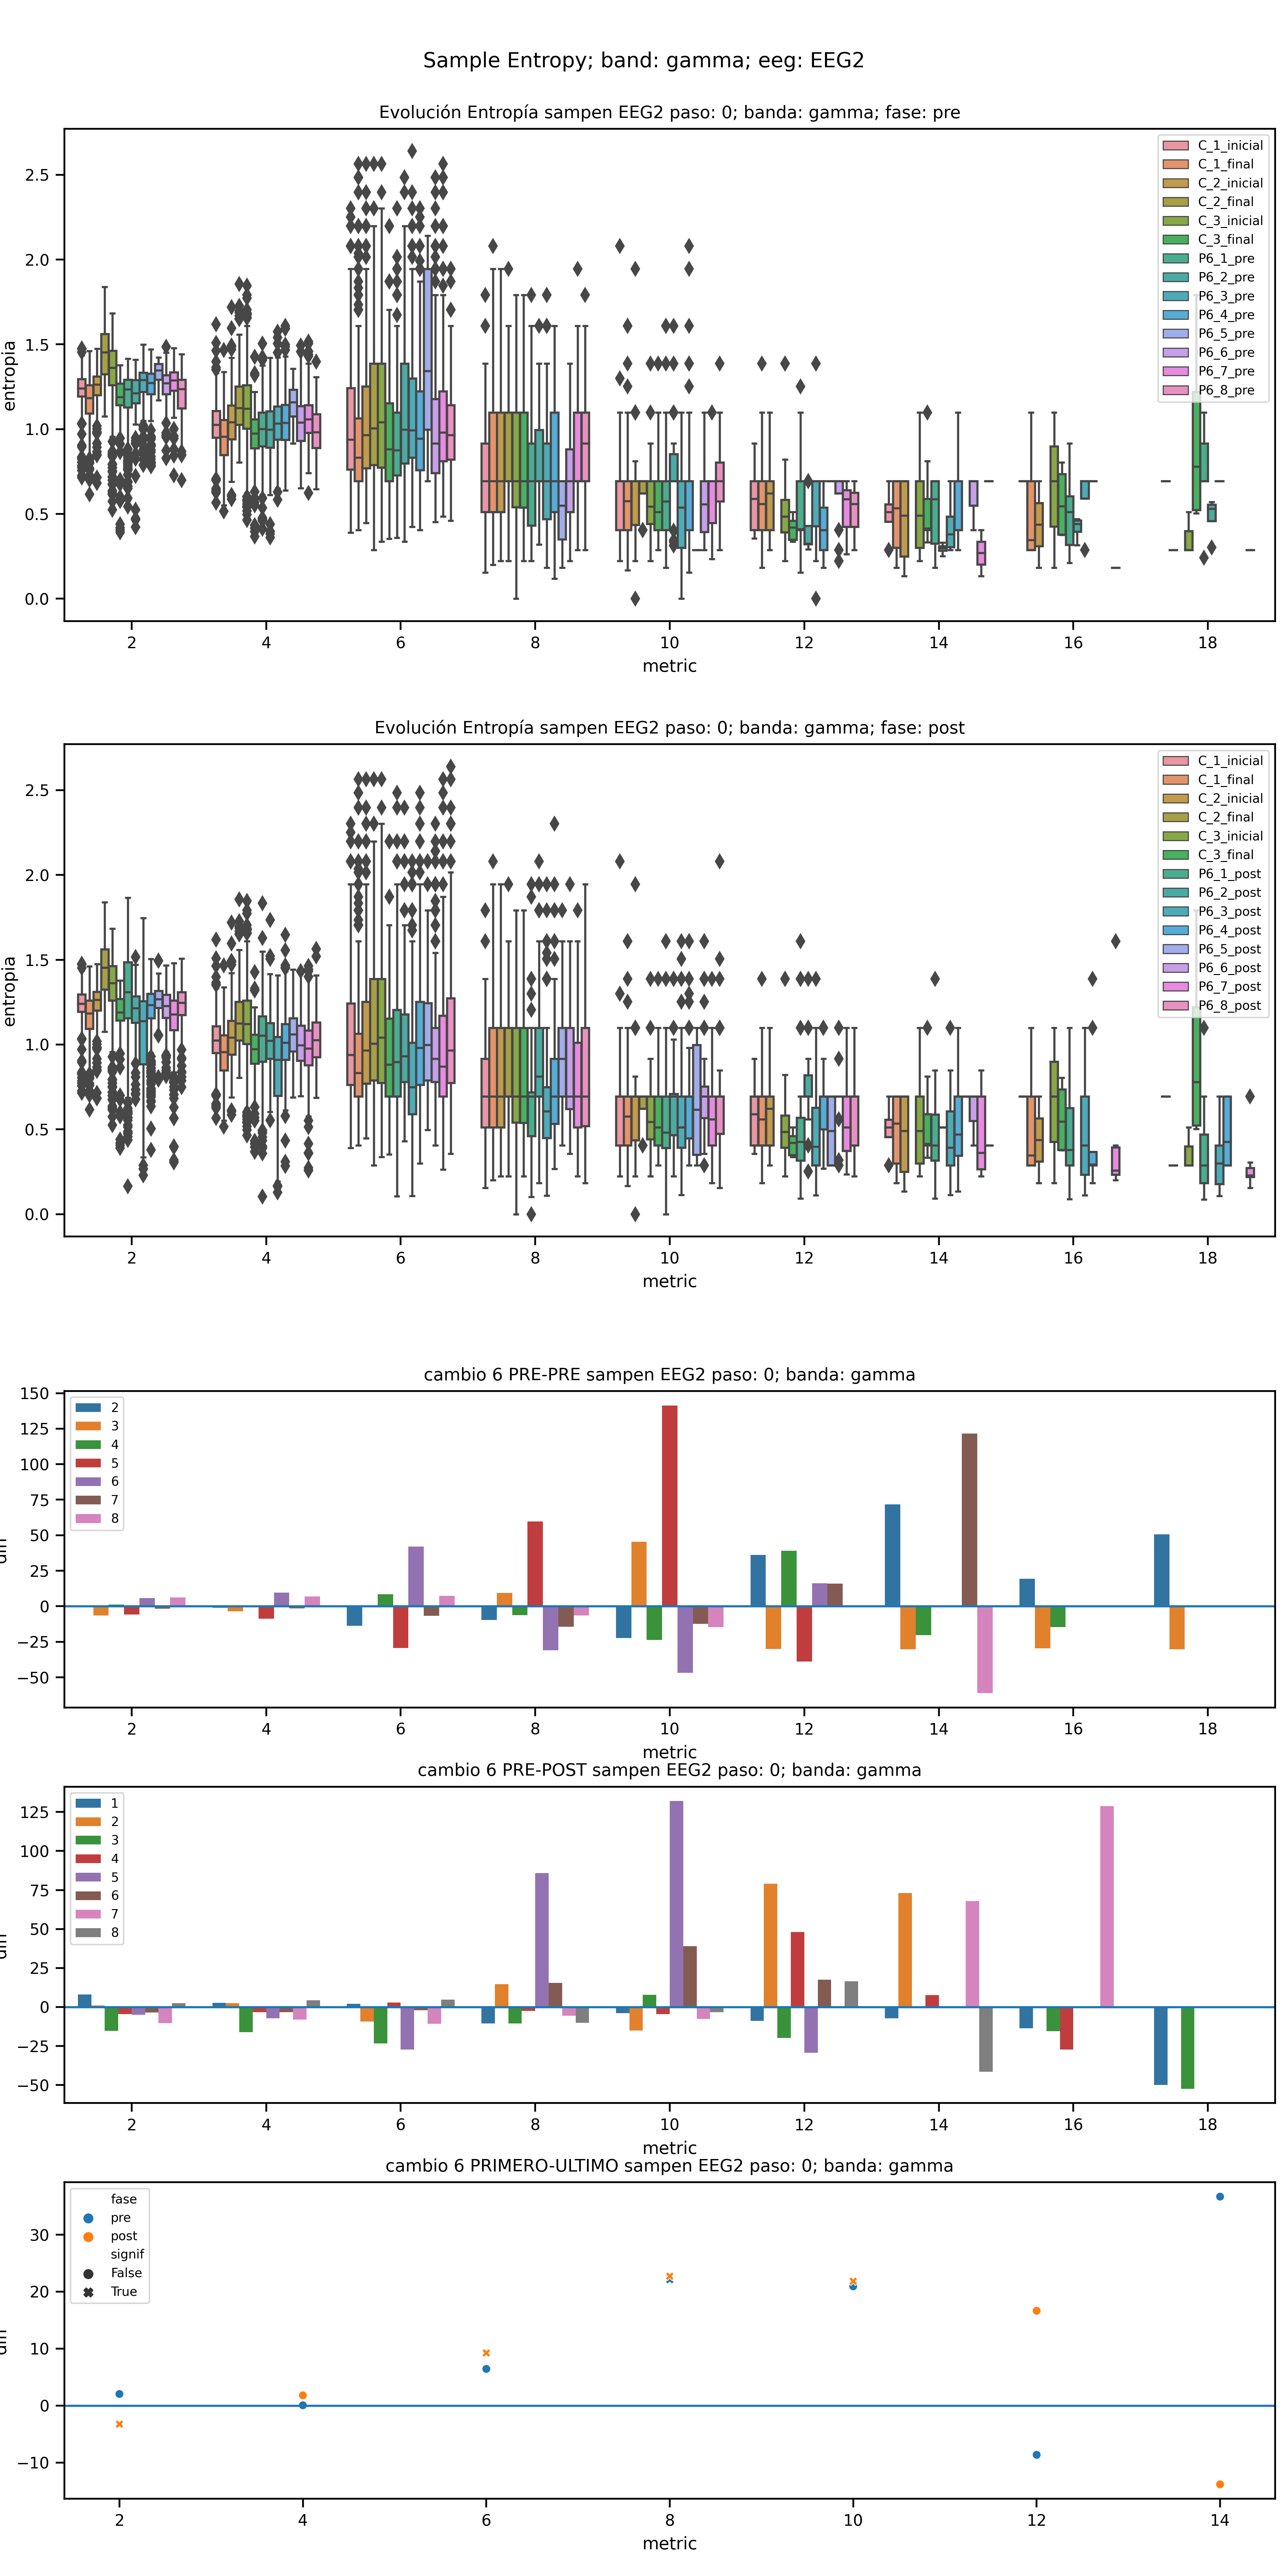 Sample Entropy; band: gamma; eeg: EEG2
Evolución Entropía sampen EEG2 paso: 0; banda: gamma; fase: pre
entropia
2.5
2.0
1.5
1.0
0.5
0.0
C_1_inicial
C_1_final
C_2_inicial
C_2_final
C_3_inicial
C_3_final
P6_1_pre
P6_2_pre
P6_3_pre
P6_4_pre
P6_5_pre
P6_6_pre
P6_7_pre
P6_8_pre
2 4 6 8 10 12 14 16 18
metric
Evolución Entropía sampen EEG2 paso: 0; banda: gamma; fase: post
entropia
2.5
2.0
1.5
1.0
0.5
0.0
C_1_inicial
C_1_final
C_2_inicial
C_2_final
C_3_inicial
C_3_final
P6_1_post
P6_2_post
P6_3_post
P6_4_post
P6_5_post
P6_6_post
P6_7_post
P6_8_post
2 4 6 8 10 12 14 16 18
metric
cambio 6 PRE-PRE sampen EEG2 paso: 0; banda: gamma
150
125
100
75
50
25
0
−25
−50
2
3
4
5
6
7
8
2 4 6 8 10 12 14 16 18
metric
cambio 6 PRE-POST sampen EEG2 paso: 0; banda: gamma
125
100
75
50
25
0
−25
−50
1
2
3
4
5
6
7
8
2 4 6 8 10 12 14 16 18
metric
cambio 6 PRIMERO-ULTIMO sampen EEG2 paso: 0; banda: gamma
30
20
10
0
−10
fase
pre
post
signif
False
True
2 4 6 8 10 12 14
metric